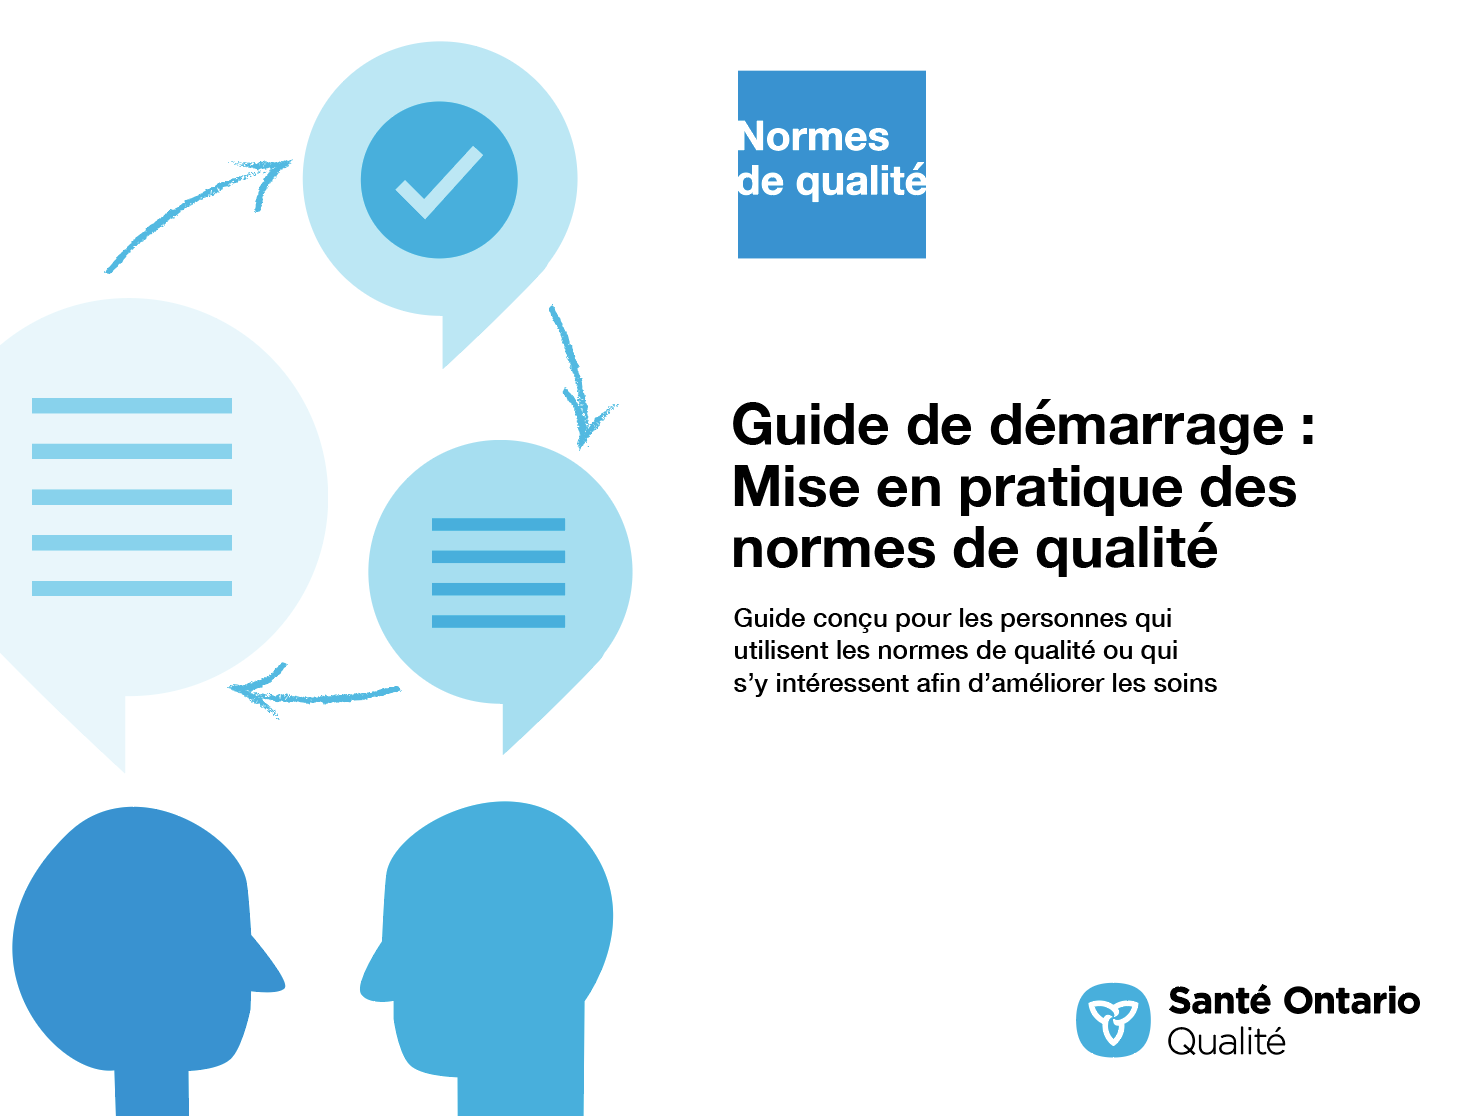 Normes
de qualité
Guide de démarrage :
Mise en pratique des
normes de qualité
Guide conçu pour les personnes qui
utilisent les normes de qualité ou qui
s’y intéressent afin d’améliorer les soins
Santé Ontario
Qualité